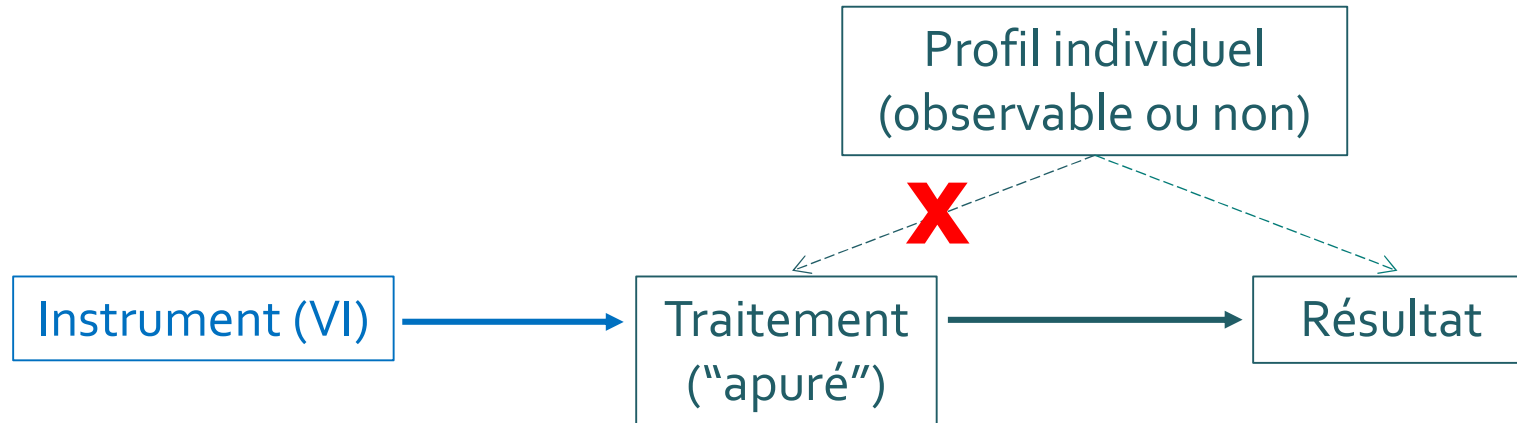 Profil individuel
(observable ou non)
X
Instrument (VI)
Traitement
(“apuré”)
Résultat